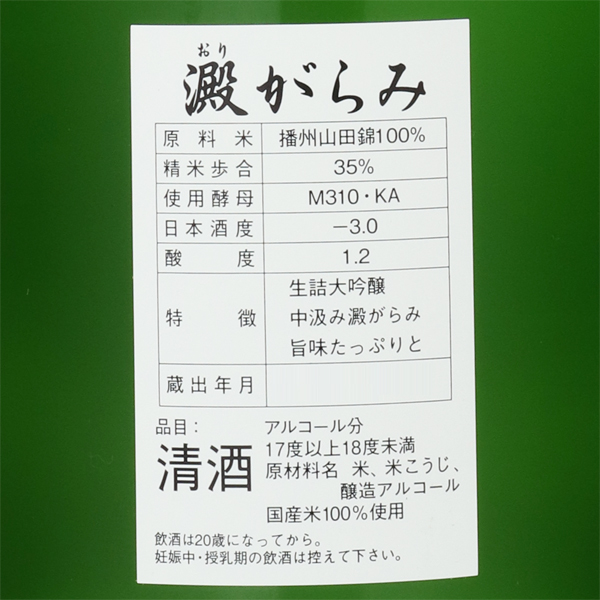 おり
澱がらみ
原料米 播州山田錦100%
精米歩合 35%
使用酵母 M310・KA
日本酒度 −3.0
酸度 1.2
特徴 生詰大吟醸
中汲み澱がらみ
旨味たっぷりと
蔵出年月
品目：
清酒
アルコール分
17度以上18度未満
原材料名 米、米こうじ、
醸造アルコール
国産米100%使用
飲酒は20歳になってから。
妊娠中・授乳期の飲酒は控えて下さい。